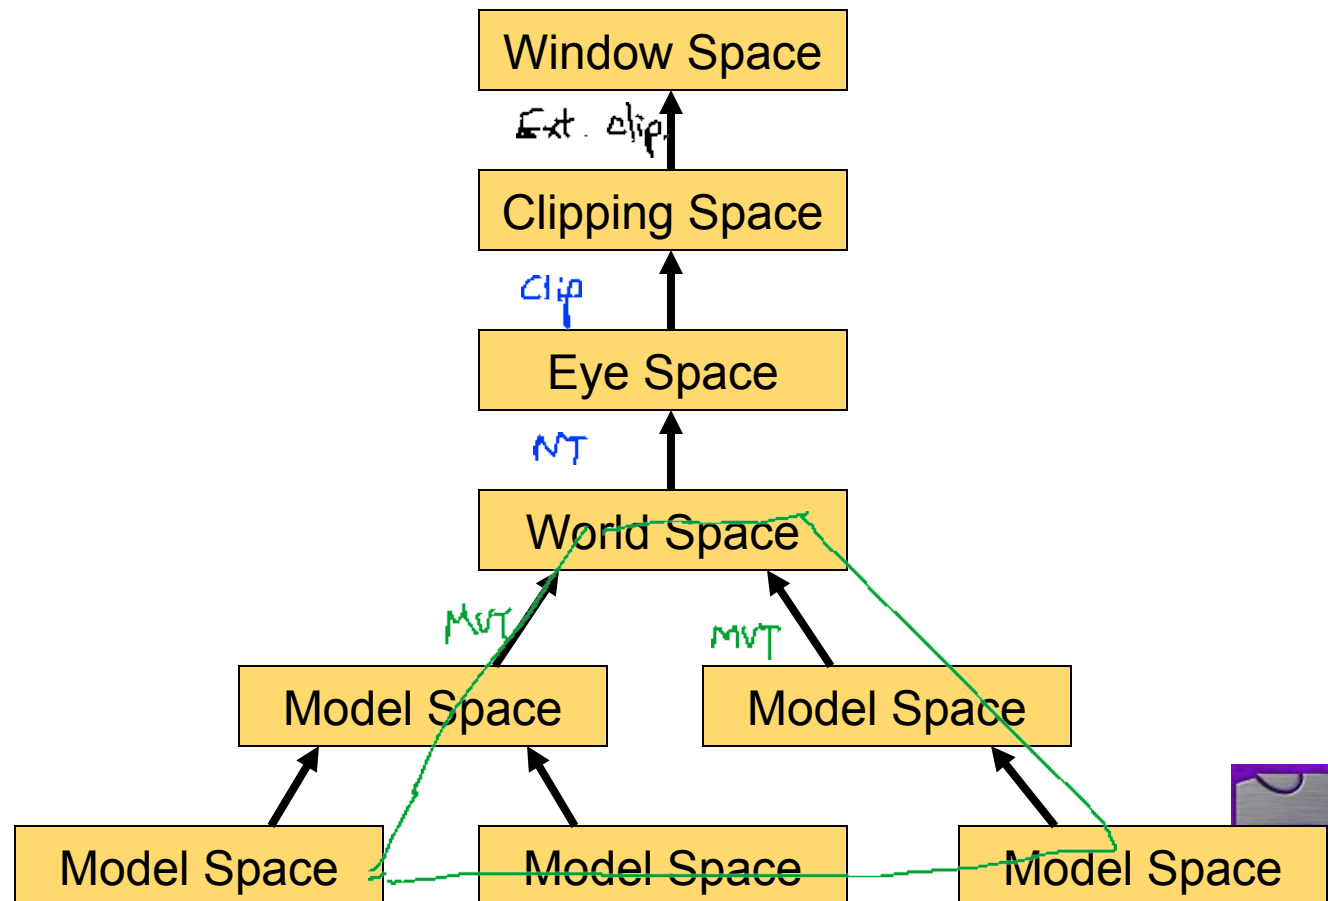 Window Space
Ext. clip.
Clipping Space
Clip
Eye Space
NT
World Space
MVT MVT
Model Space Model Space
Model Space Model Space Model Space